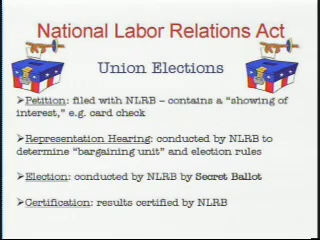 National Labor Relations Act
Union Elections
➢Petition: filed with NLRB – contains a “showing of
interest,” e.g. card check
➢Representation Hearing: conducted by NLRB to
determine “bargaining unit” and election rules
➢Election: conducted by NLRB by Secret Ballot
➢Certification: results certified by NLRB